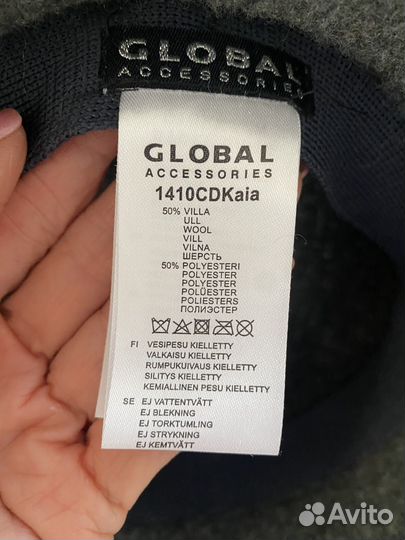 GLOBAL
ACCESSORIES
GLOBAL
ACCESSORIES
1410CDKaia
50% VILLA
ULL
WOOL
VILL
VILNA
ШЕРСТЬ
50% POLYESTERI
POLYESTER
POLYESTER
POLÜESTER
POLIESTERS
ПОЛИЭСТЕР
FI VESIPESU KIELLETTY
VALKAISU KIELLETTY
RUMPUKUIVAUS KIELLETTY
SILITYS KIELLETTY
KEMIALLINEN PESU KIELLETTY
SE EJ VATTENTVÄTT
EJ BLEKNING
EJ TORKTUMLING
EJ STRYKNING
EJ KEMTVÄTT
Avito